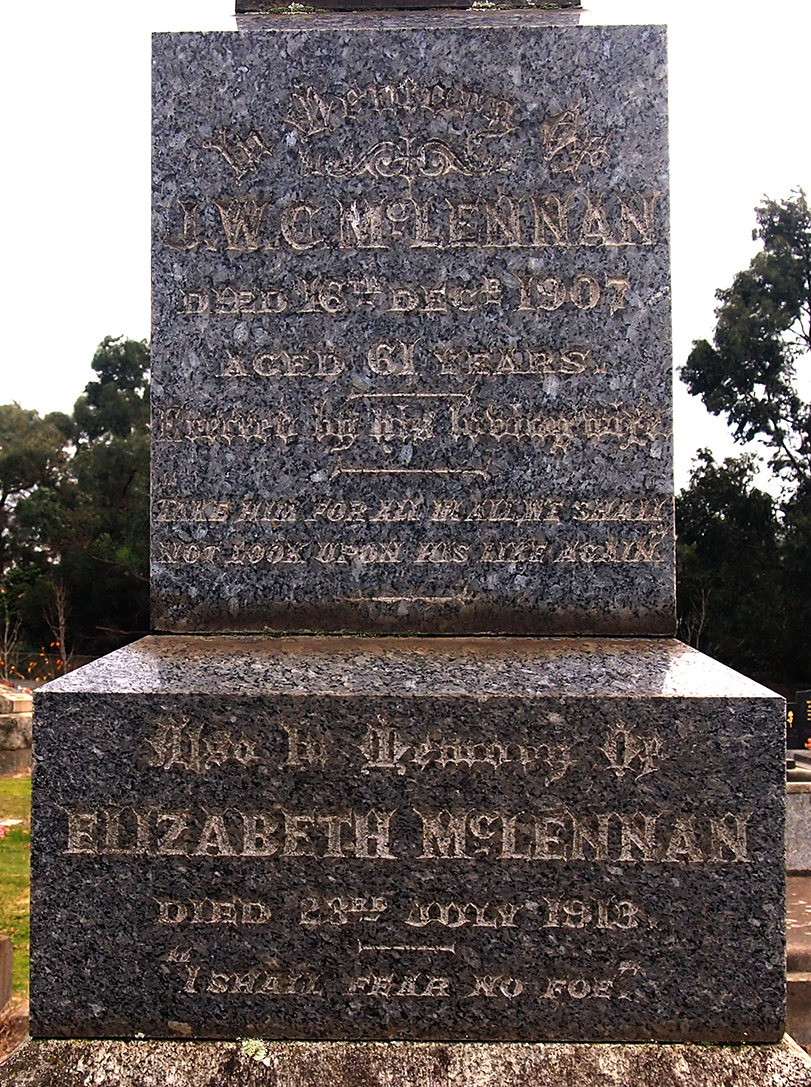 In Memory Of
J.W.C. McLENNAN
DIED 16TH DECR 1907
AGED 61 YEARS.
Erected by his loving wife.
"TAKE HIM FOR ALL IN ALL, WE SHALL
NOT LOOK UPON HIS LIKE AGAIN."
Also In Memory Of
ELIZABETH McLENNAN
DIED 23RD JULY 1913.
"I SHALL FEAR NO FOE".